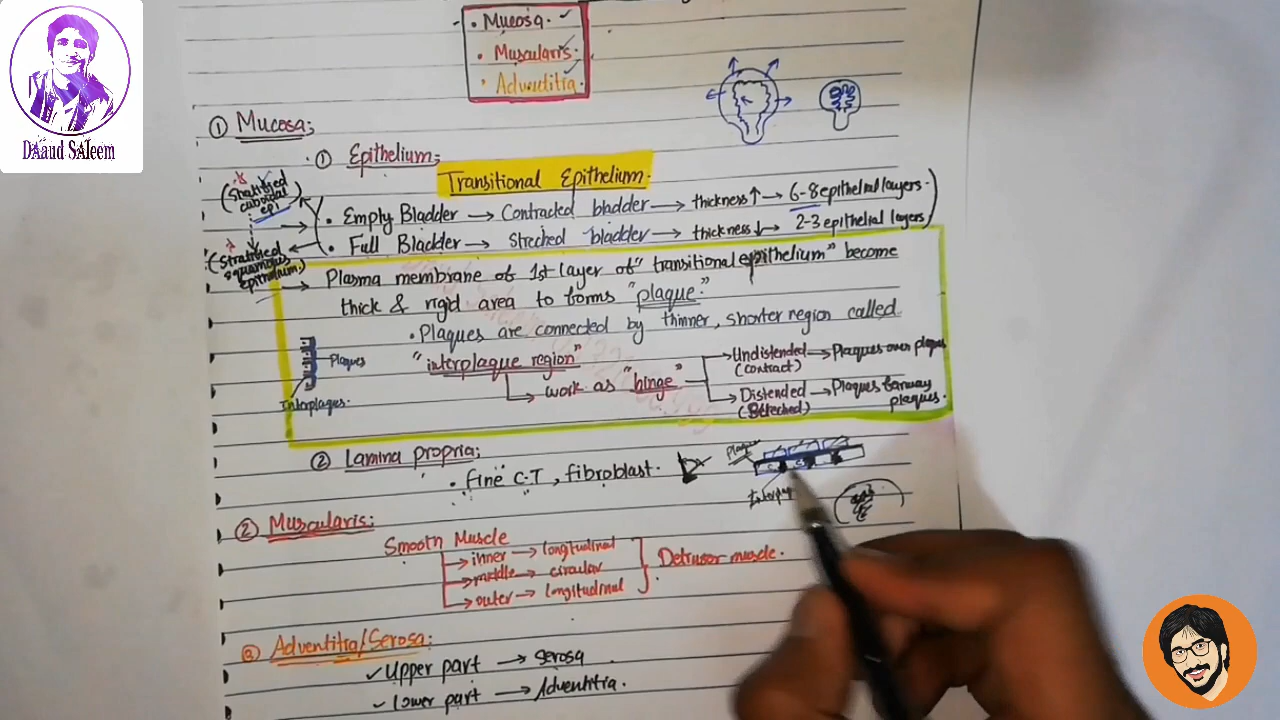 DAaud SAleem
• Mucosa.
• Muscularis.
• Adventitia.
① Mucosa;
① Epithelium;
Transitional Epithelium.
(Stratified cuboidal epi)
• Empty Bladder → Contracted bladder → thickness↑ → 6-8 epithelial layers.
• Full Bladder → Streched bladder → thickness↓ → 2-3 epithelial layers
(Stratified squamous epithelium)
→ Plasma membrane of 1st layer of "transitional epithelium" become
thick & rigid area to forms "plaque."
• Plaques are connected by thinner, shorter region called
"interplaque region"
Plaques
Interplaques.
→ work as "hinge"
→ Undistended → Plaques over plaques
(contract)
→ Distended → Plaques
plaques.
② Lamina propria;
• fine C.T, fibroblast.
plaque
② Muscularis:
Smooth Muscle
→ inner → longitudinal
→ middle → circular
→ outer → longitudinal
Detrusor muscle.
③ Adventitia/Serosa:
✓ Upper part → serosa
✓ Lower part → Adventitia.